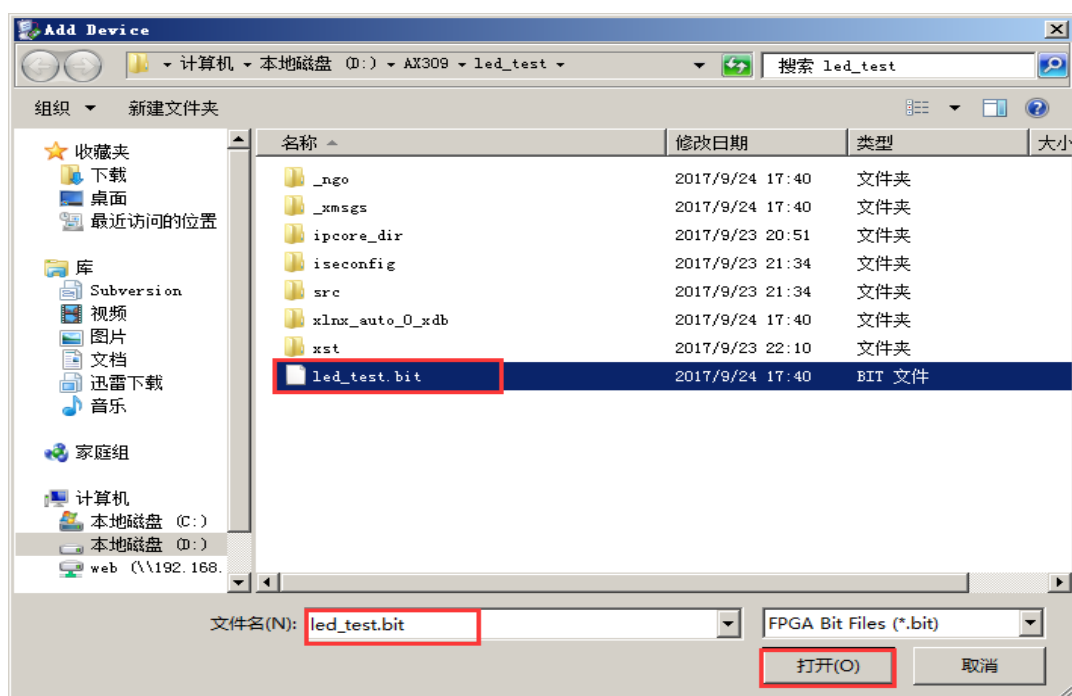 Add Device
计算机 本地磁盘 (D:) AX309 led_test
搜索 led_test
组织 新建文件夹
名称 修改日期 类型 大小
收藏夹
下载
桌面
最近访问的位置
库
Subversion
视频
图片
文档
迅雷下载
音乐
家庭组
计算机
本地磁盘 (C:)
本地磁盘 (D:)
web (\\192.168.
_ngo 2017/9/24 17:40 文件夹
_xmsgs 2017/9/24 17:40 文件夹
ipcore_dir 2017/9/23 20:51 文件夹
iseconfig 2017/9/23 21:34 文件夹
src 2017/9/23 21:34 文件夹
xlnx_auto_0_xdb 2017/9/24 17:40 文件夹
xst 2017/9/23 22:10 文件夹
led_test.bit 2017/9/24 17:40 BIT 文件
文件名(N): led_test.bit FPGA Bit Files (*.bit)
打开(O) 取消